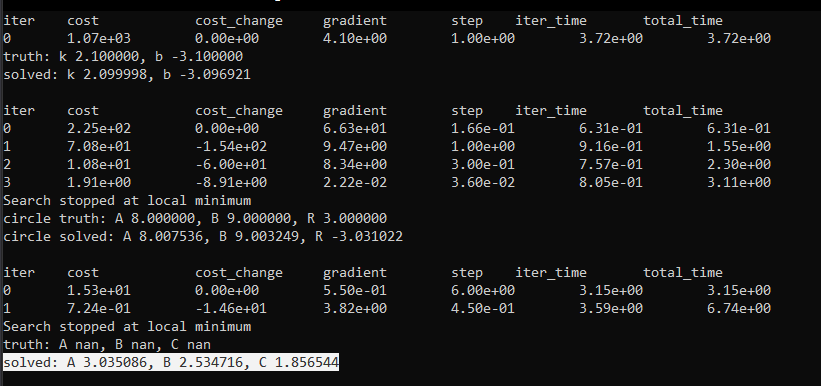 iter cost cost_change gradient step iter_time total_time
0 1.07e+03 0.00e+00 4.10e+00 1.00e+00 3.72e+00 3.72e+00
truth: k 2.100000, b -3.100000
solved: k 2.099998, b -3.096921
iter cost cost_change gradient step iter_time total_time
0 2.25e+02 0.00e+00 6.63e+01 1.66e-01 6.31e-01 6.31e-01
1 7.08e+01 -1.54e+02 9.47e+00 1.00e+00 9.16e-01 1.55e+00
2 1.08e+01 -6.00e+01 8.34e+00 3.00e-01 7.57e-01 2.30e+00
3 1.91e+00 -8.91e+00 2.22e-02 3.60e-02 8.05e-01 3.11e+00
Search stopped at local minimum
circle truth: A 8.000000, B 9.000000, R 3.000000
circle solved: A 8.007536, B 9.003249, R -3.031022
iter cost cost_change gradient step iter_time total_time
0 1.53e+01 0.00e+00 5.50e-01 6.00e+00 3.15e+00 3.15e+00
1 7.24e-01 -1.46e+01 3.82e+00 4.50e-01 3.59e+00 6.74e+00
Search stopped at local minimum
truth: A nan, B nan, C nan
solved: A 3.035086, B 2.534716, C 1.856544